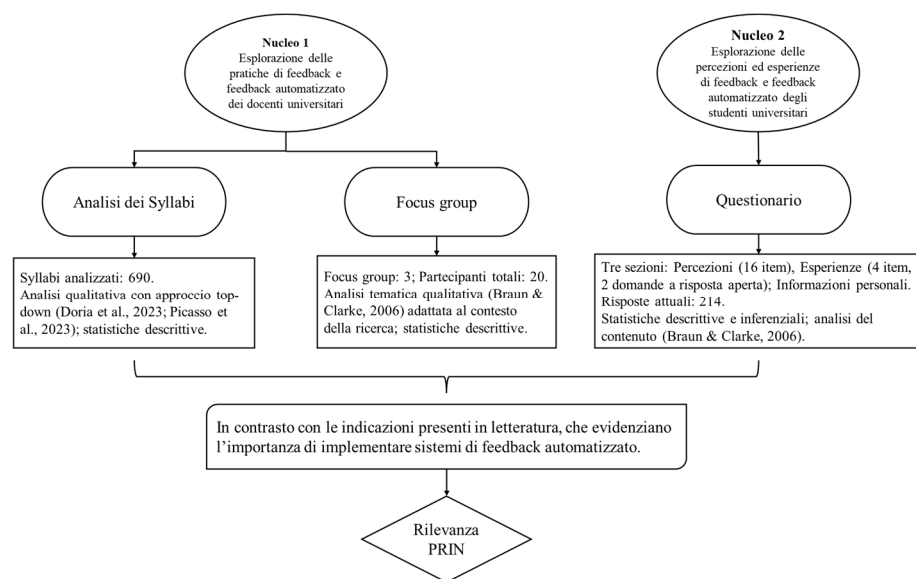 Nucleo 1
Esplorazione delle
pratiche di feedback e
feedback automatizzato
dei docenti universitari
Nucleo 2
Esplorazione delle
percezioni ed esperienze
di feedback e feedback
automatizzato degli
studenti universitari
Analisi dei Syllabi
Focus group
Questionario
Syllabi analizzati: 690.
Analisi qualitativa con approccio top-
down (Doria et al., 2023; Picasso et
al., 2023); statistiche descrittive.
Focus group: 3; Partecipanti totali: 20.
Analisi tematica qualitativa (Braun &
Clarke, 2006) adattata al contesto
della ricerca; statistiche descrittive.
Tre sezioni: Percezioni (16 item), Esperienze (4 item,
2 domande a risposta aperta); Informazioni personali.
Risposte attuali: 214.
Statistiche descrittive e inferenziali; analisi del
contenuto (Braun & Clarke, 2006).
In contrasto con le indicazioni presenti in letteratura, che evidenziano
l’importanza di implementare sistemi di feedback automatizzato.
Rilevanza
PRIN